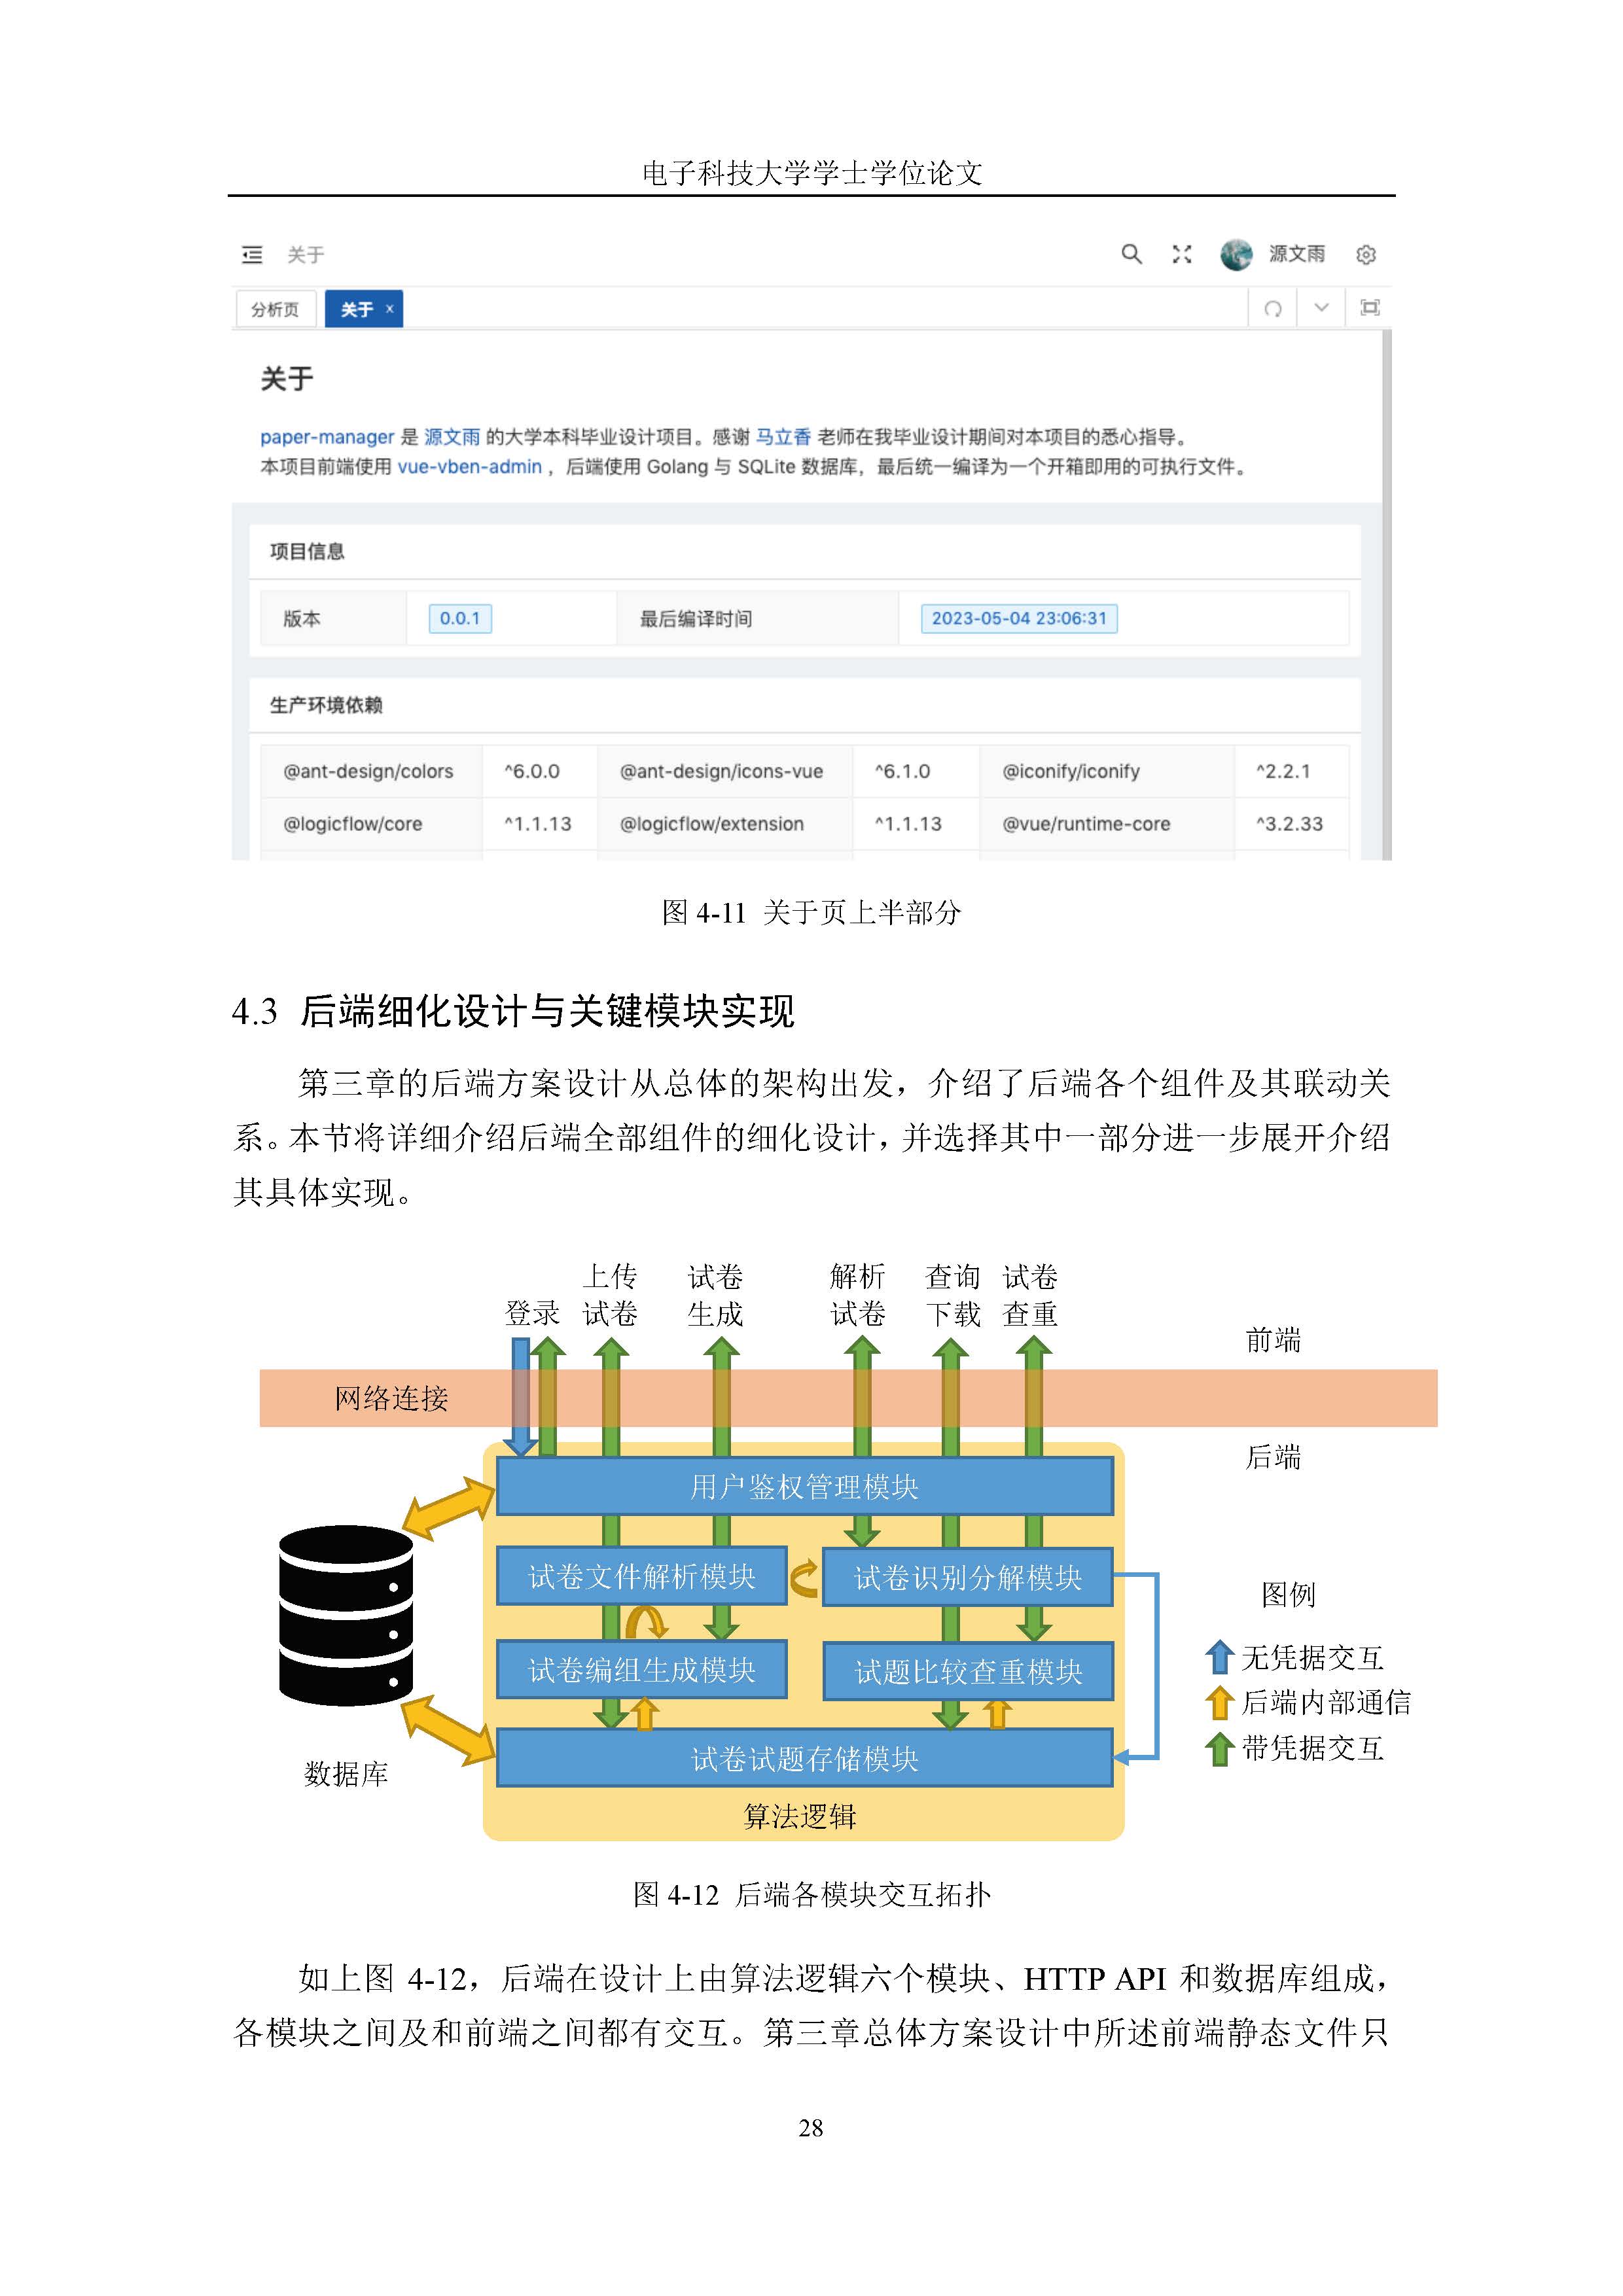 电子科技大学学士学位论文
关于
源文雨
分析页
关于 x
关于
paper-manager 是 源文雨 的大学本科毕业设计项目。感谢 马立香 老师在我毕业设计期间对本项目的悉心指导。
本项目前端使用 vue-vben-admin ，后端使用 Golang 与 SQLite 数据库，最后统一编译为一个开箱即用的可执行文件。
项目信息
版本 0.0.1 最后编译时间 2023-05-04 23:06:31
生产环境依赖
@ant-design/colors ^6.0.0 @ant-design/icons-vue ^6.1.0 @iconify/iconify ^2.2.1
@logicflow/core ^1.1.13 @logicflow/extension ^1.1.13 @vue/runtime-core ^3.2.33
图 4-11 关于页上半部分
4.3 后端细化设计与关键模块实现
第三章的后端方案设计从总体的架构出发，介绍了后端各个组件及其联动关
系。本节将详细介绍后端全部组件的细化设计，并选择其中一部分进一步展开介绍
其具体实现。
上传 试卷 解析 查询 试卷
登录 试卷 生成 试卷 下载 查重
前端
网络连接
后端
用户鉴权管理模块
试卷文件解析模块 试卷识别分解模块
图例
无凭据交互
试卷编组生成模块 试题比较查重模块
后端内部通信
带凭据交互
试卷试题存储模块
数据库
算法逻辑
图 4-12 后端各模块交互拓扑
如上图 4-12，后端在设计上由算法逻辑六个模块、HTTP API 和数据库组成，
各模块之间及和前端之间都有交互。第三章总体方案设计中所述前端静态文件只
28